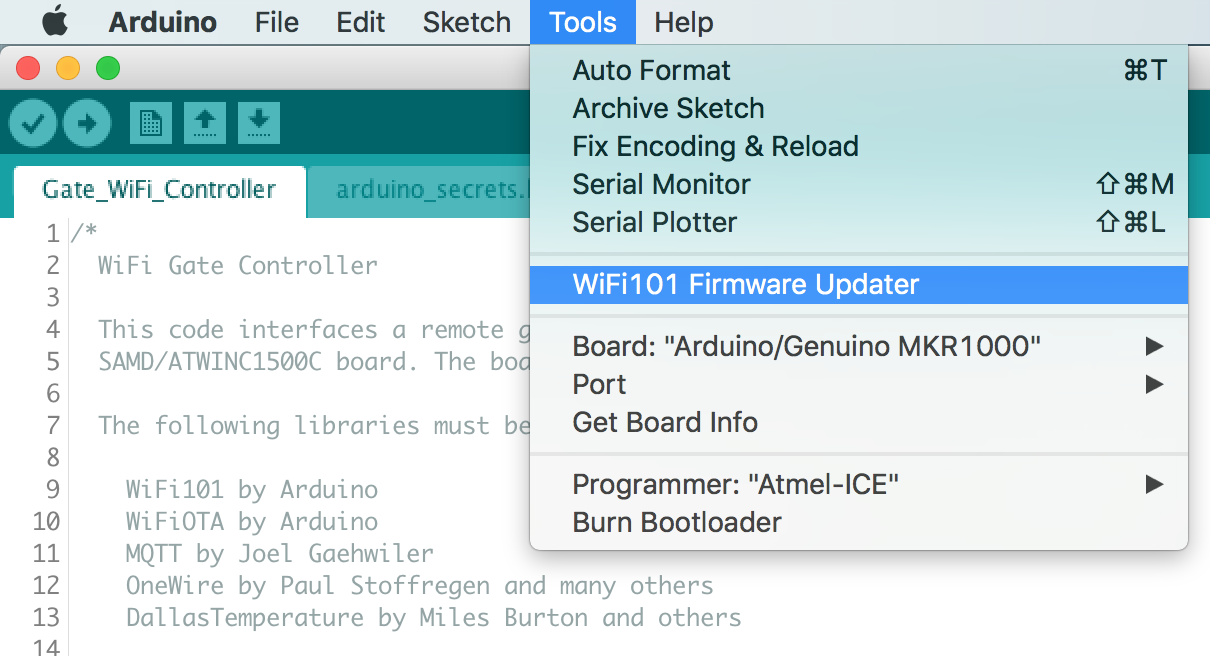 Arduino File Edit Sketch Tools Help
Auto Format ⌘T
Archive Sketch
Fix Encoding & Reload
Serial Monitor ⇧⌘M
Serial Plotter ⇧⌘L
WiFi101 Firmware Updater
Board: "Arduino/Genuino MKR1000"
Port
Get Board Info
Programmer: "Atmel-ICE"
Burn Bootloader
Gate_WiFi_Controller arduino_secrets.
1 /*
2 WiFi Gate Controller
3
4 This code interfaces a remote g
5 SAMD/ATWINC1500C board. The boa
6
7 The following libraries must be
8
9 WiFi101 by Arduino
10 WiFiOTA by Arduino
11 MQTT by Joel Gaehwiler
12 OneWire by Paul Stoffregen and many others
13 DallasTemperature by Miles Burton and others
14